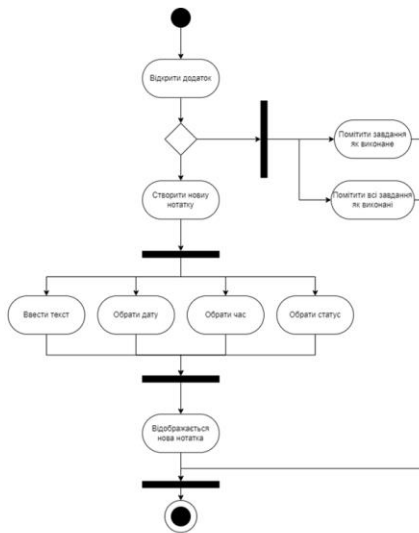 Відкрити додаток
Помітити завдання
як виконане
Створити новиу
нотатку
Помітити всі завдання
як виконані
Ввести текст
Обрати дату
Обрати час
Обрати статус
Відображається
нова нотатка